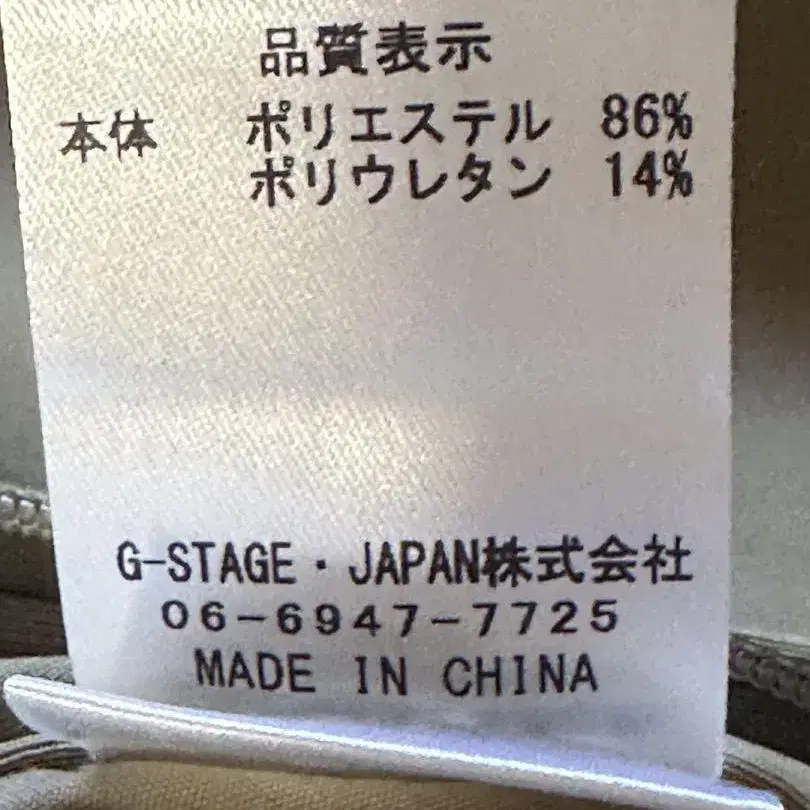 品質表示
本体 ポリエステル 86%
ポリウレタン 14%
G-STAGE・JAPAN株式会社
06-6947-7725
MADE IN CHINA